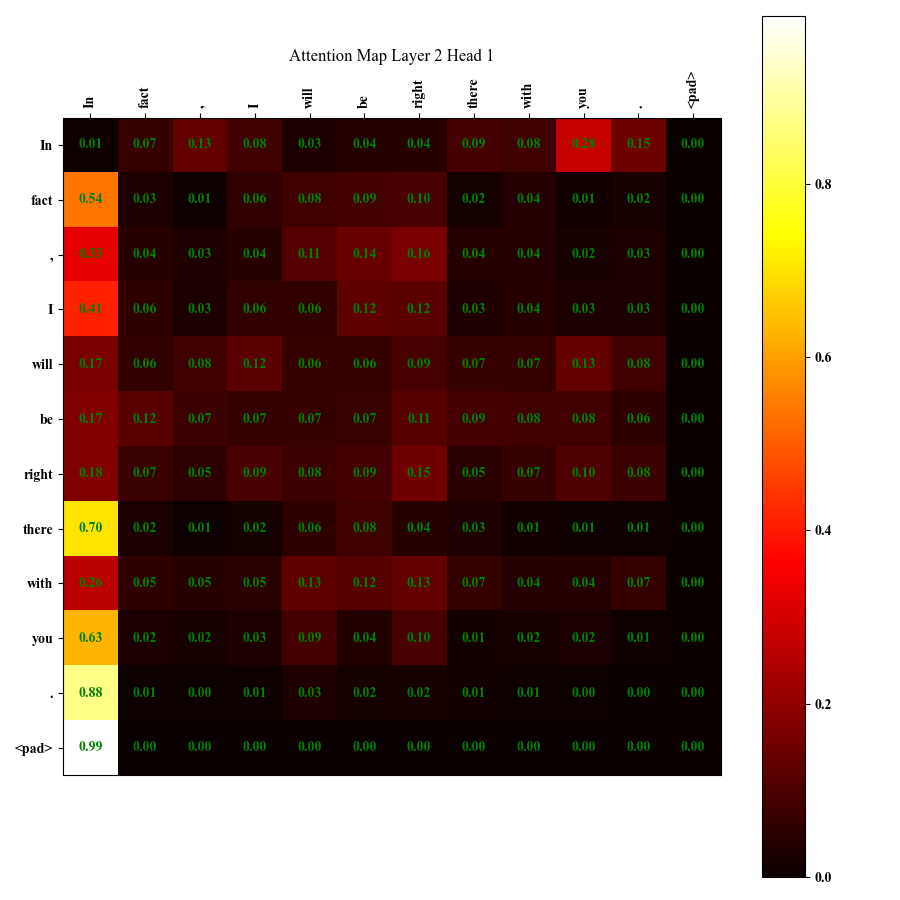 Attention Map Layer 2 Head 1
In fact , I will be right there with you . <pad>
In 0.01 0.07 0.13 0.08 0.03 0.04 0.04 0.09 0.08 0.28 0.15 0.00
fact 0.54 0.03 0.01 0.06 0.08 0.09 0.10 0.02 0.04 0.01 0.02 0.00
, 0.33 0.04 0.03 0.04 0.11 0.14 0.16 0.04 0.04 0.02 0.03 0.00
I 0.41 0.06 0.03 0.06 0.06 0.12 0.12 0.03 0.04 0.03 0.03 0.00
will 0.17 0.06 0.08 0.12 0.06 0.06 0.09 0.07 0.07 0.13 0.08 0.00
be 0.17 0.12 0.07 0.07 0.07 0.07 0.11 0.09 0.08 0.08 0.06 0.00
right 0.18 0.07 0.05 0.09 0.08 0.09 0.15 0.05 0.07 0.10 0.08 0.00
there 0.70 0.02 0.01 0.02 0.06 0.08 0.04 0.03 0.01 0.01 0.01 0.00
with 0.26 0.05 0.05 0.05 0.13 0.12 0.13 0.07 0.04 0.04 0.07 0.00
you 0.63 0.02 0.02 0.03 0.09 0.04 0.10 0.01 0.02 0.02 0.01 0.00
. 0.88 0.01 0.00 0.01 0.03 0.02 0.02 0.01 0.01 0.00 0.00 0.00
<pad> 0.99 0.00 0.00 0.00 0.00 0.00 0.00 0.00 0.00 0.00 0.00 0.00
0.8
0.6
0.4
0.2
0.0